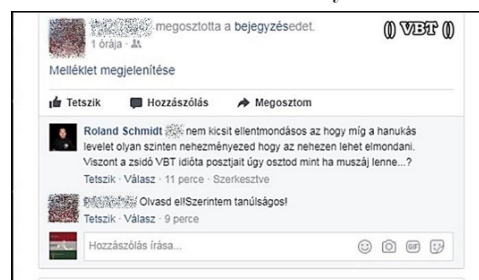 megosztotta a bejegyzésedet.
() VBT ()
1 órája
Melléklet megjelenítése
Tetszik Hozzászólás Megosztom
Roland Schmidt nem kicsit ellentmondásos az hogy míg a hanukás
levelet olyan szinten nehezményezed hogy az nehezen lehet elmondani.
Viszont a zsidó VBT idióta posztjait úgy osztod mint ha muszáj lenne...?
Tetszik · Válasz · 11 perce · Szerkesztve
Olvasd el!Szerintem tanúlságos!
Tetszik · Válasz · 9 perce
Hozzászólás írása...
GIF